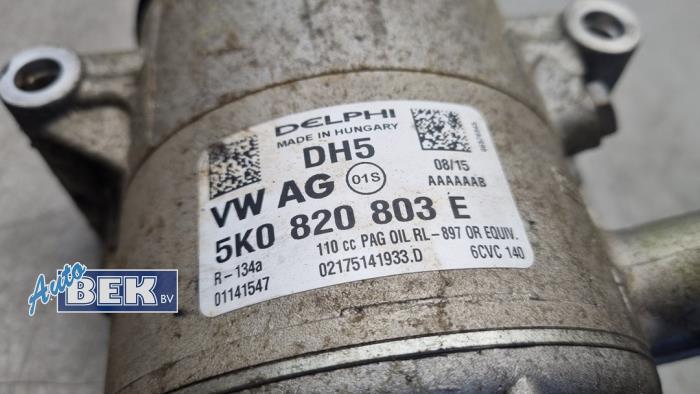 DELPHI
MADE IN HUNGARY
DH5
08/15
VW AG 01S
AAAAAAB
5K0 820 803 E
110 cc PAG OIL RL-897 OR EQUIV.
R-134a
02175141933.D
6CVC 140
01141547
Auto
BEK BV